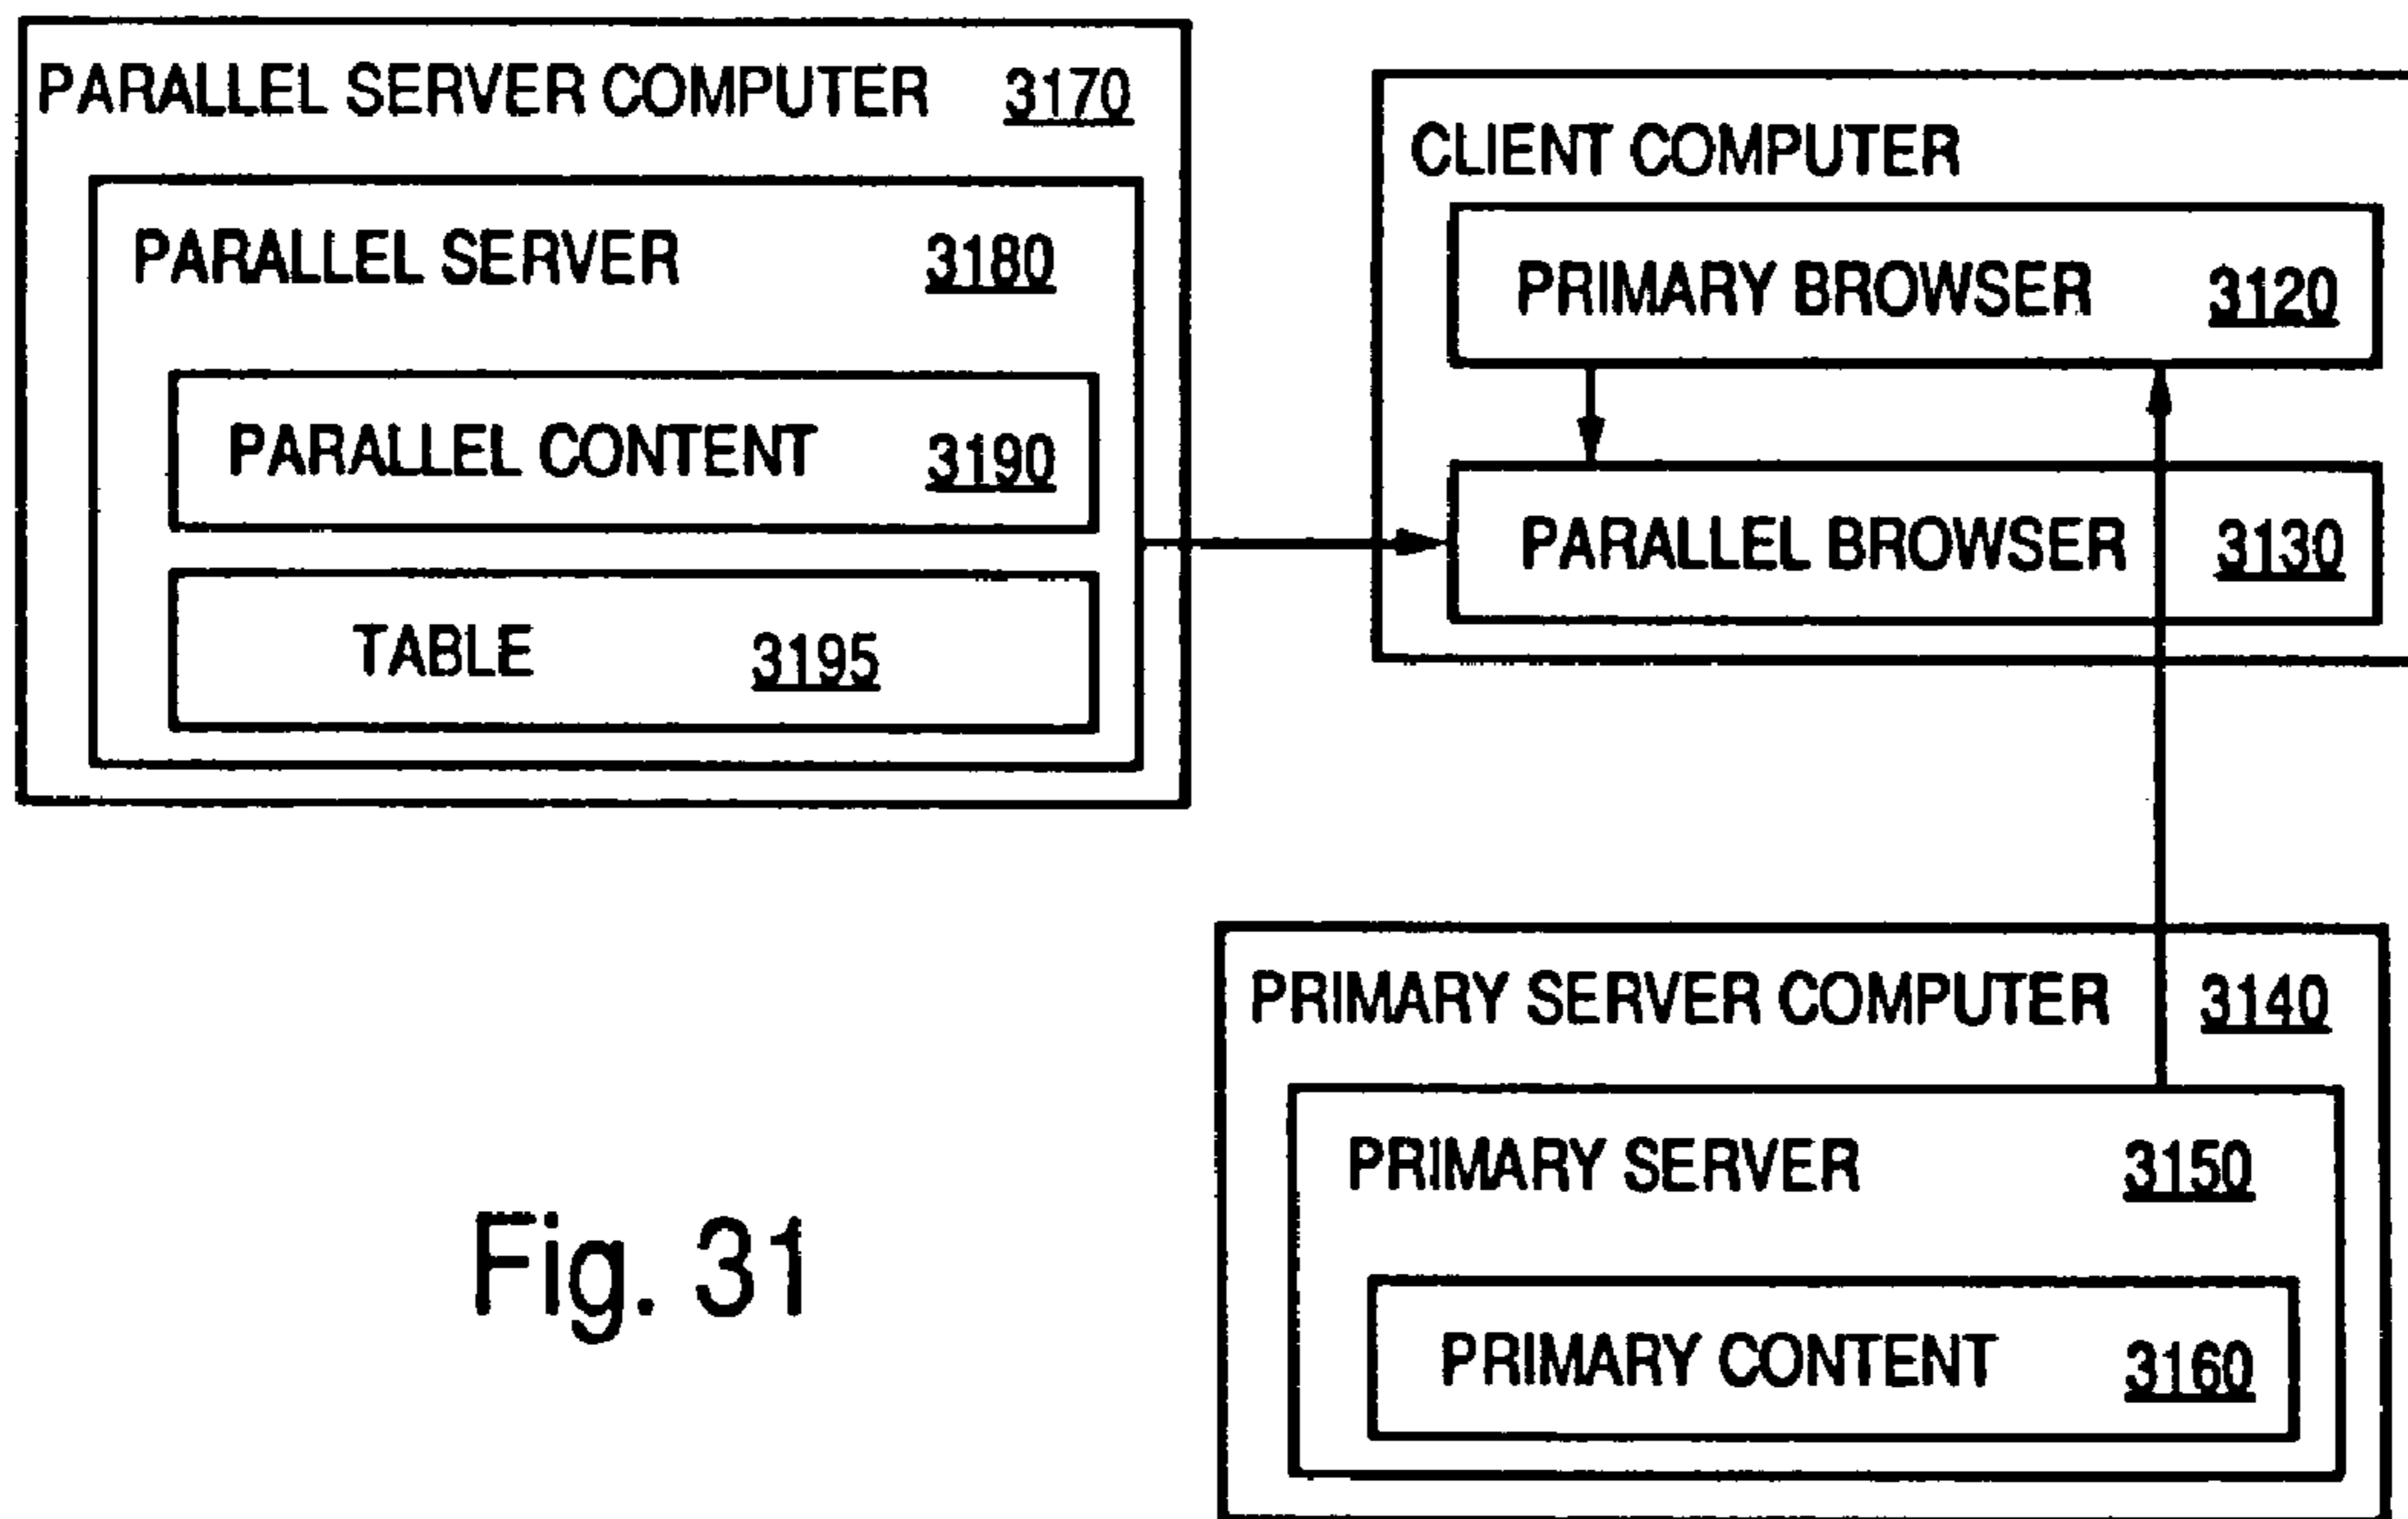 PARALLEL SERVER COMPUTER 3170
PARALLEL SERVER 3180
PARALLEL CONTENT 3190
TABLE 3195
CLIENT COMPUTER
PRIMARY BROWSER 3120
PARALLEL BROWSER 3130
PRIMARY SERVER COMPUTER 3140
PRIMARY SERVER 3150
PRIMARY CONTENT 3160
Fig. 31